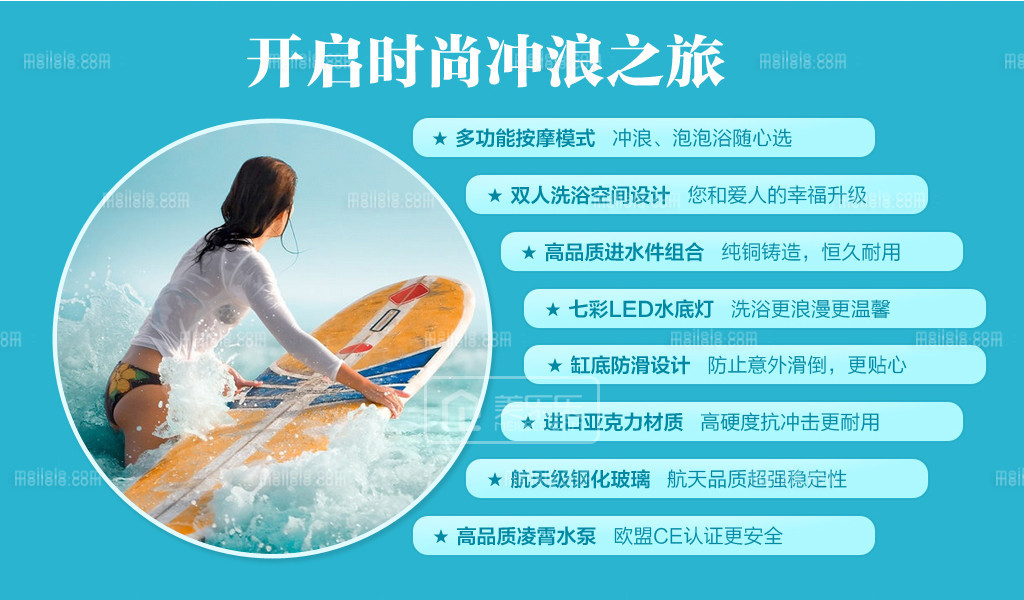 开启时尚冲浪之旅
★ 多功能按摩模式 冲浪、泡泡浴随心选
★ 双人洗浴空间设计 您和爱人的幸福升级
★ 高品质进水件组合 纯铜铸造，恒久耐用
★ 七彩LED水底灯 洗浴更浪漫更温馨
★ 缸底防滑设计 防止意外滑倒，更贴心
★ 进口亚克力材质 高硬度抗冲击更耐用
★ 航天级钢化玻璃 航天品质超强稳定性
★ 高品质凌霄水泵 欧盟CE认证更安全
meilele.com
美乐乐